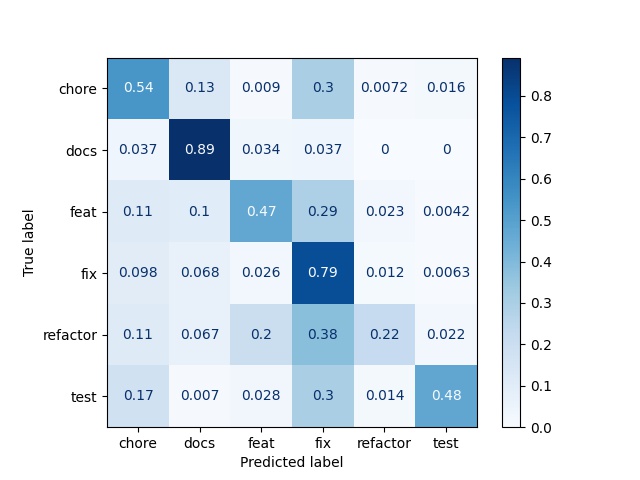 chore 0.54 0.13 0.009 0.3 0.0072 0.016
docs 0.037 0.89 0.034 0.037 0 0
feat 0.11 0.1 0.47 0.29 0.023 0.0042
fix 0.098 0.068 0.026 0.79 0.012 0.0063
refactor 0.11 0.067 0.2 0.38 0.22 0.022
test 0.17 0.007 0.028 0.3 0.014 0.48
chore docs feat fix refactor test
Predicted label
True label
0.8
0.7
0.6
0.5
0.4
0.3
0.2
0.1
0.0